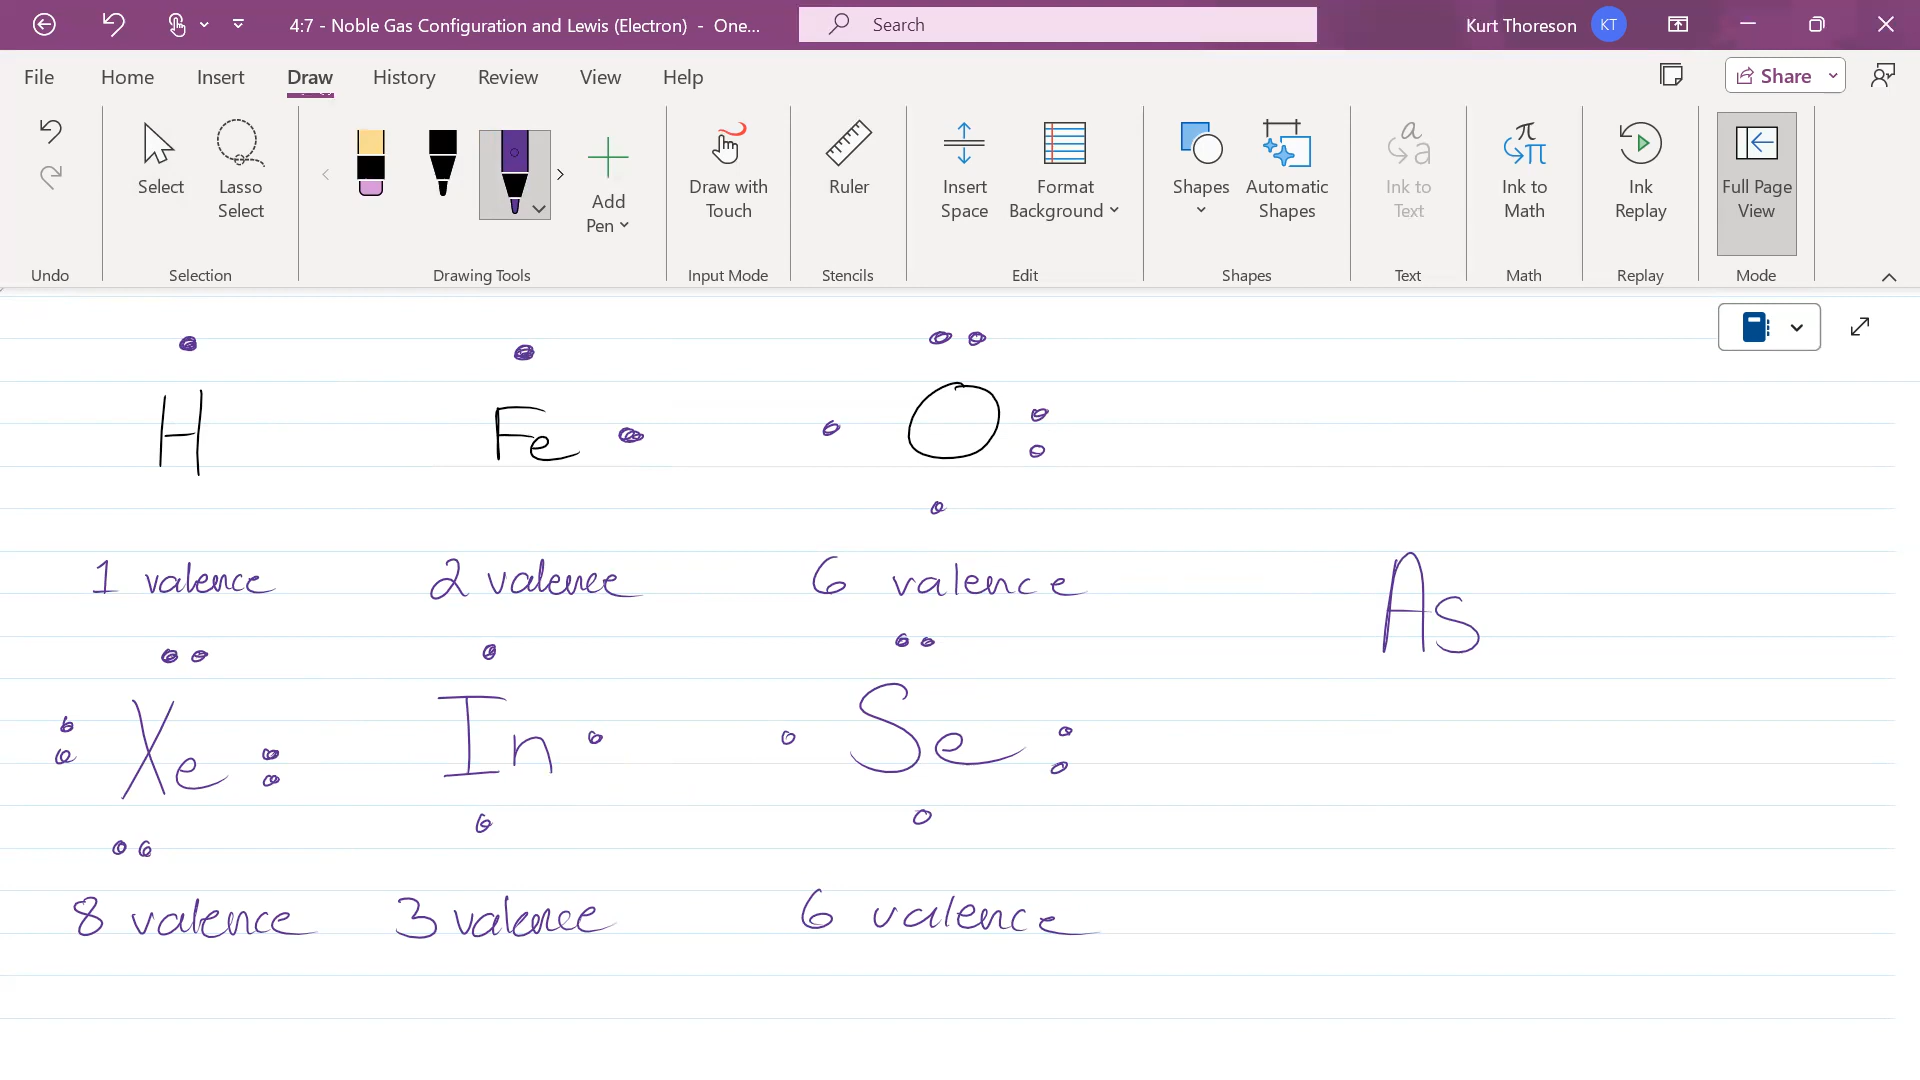 4:7 - Noble Gas Configuration and Lewis (Electron) - One...
Search
Kurt Thoreson
KT
File Home Insert Draw History Review View Help
Share
Select
Lasso Select
Add Pen
Draw with Touch
Ruler
Insert Space
Format Background
Shapes
Automatic Shapes
Ink to Text
Ink to Math
Ink Replay
Full Page View
Undo Selection Drawing Tools Input Mode Stencils Edit Shapes Text Math Replay Mode
H Fe O
1 valence 2 valence 6 valence
As
Xe In Se
8 valence 3 valence 6 valence